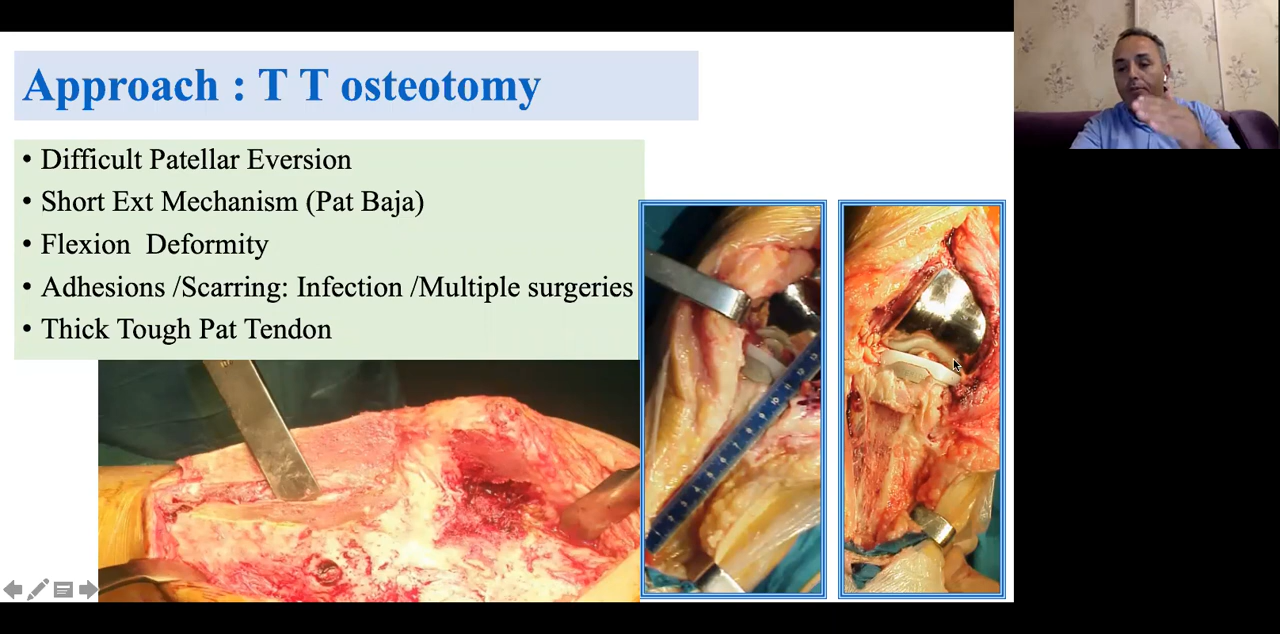 Approach : T T osteotomy
• Difficult Patellar Eversion
• Short Ext Mechanism (Pat Baja)
• Flexion Deformity
• Adhesions /Scarring: Infection /Multiple surgeries
• Thick Tough Pat Tendon